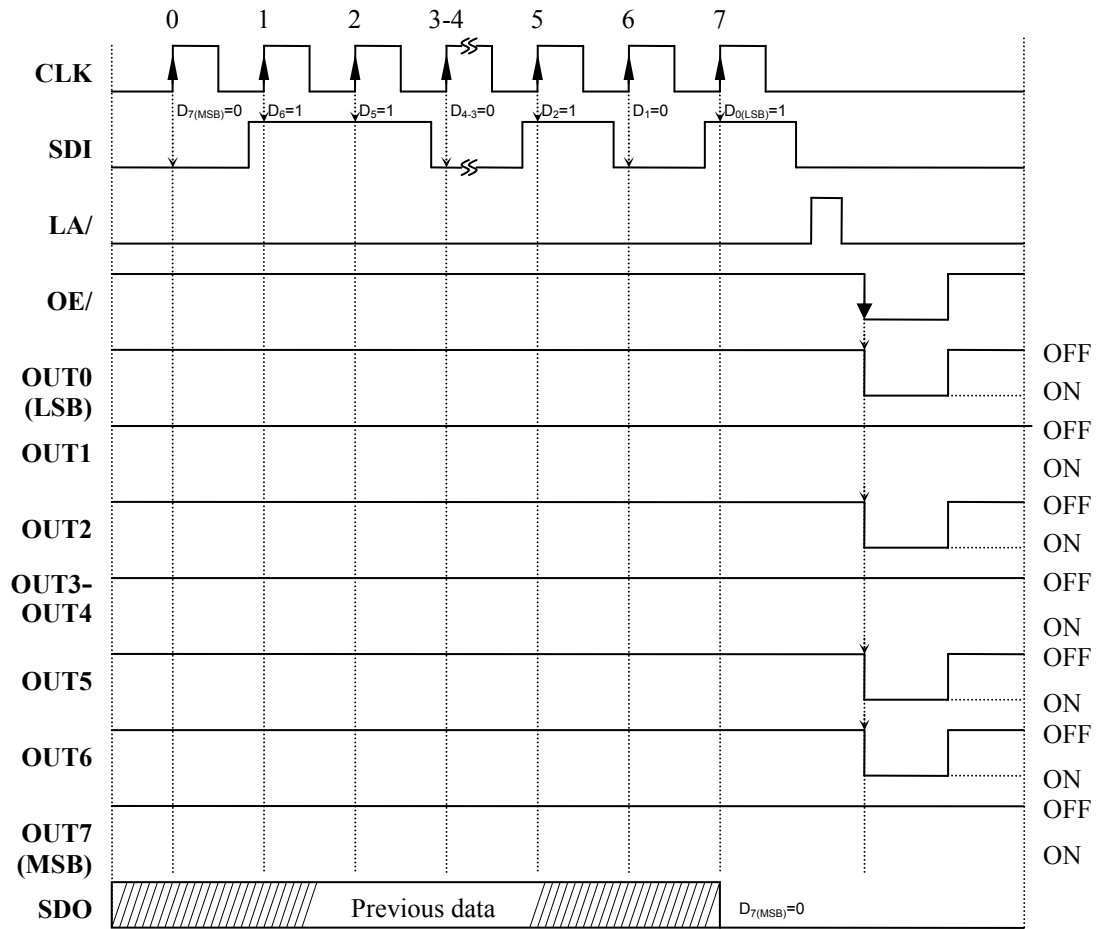 0 1 2 3-4 5 6 7
CLK
D7(MSB)=0 D6=1 D5=1 D4-3=0 D2=1 D1=0 D0(LSB)=1
SDI
LA/
OE/
OUT0
(LSB)
OFF
ON
OUT1
OFF
ON
OUT2
OFF
ON
OUT3-
OUT4
OFF
ON
OUT5
OFF
ON
OUT6
OFF
ON
OUT7
(MSB)
OFF
ON
SDO
Previous data
D7(MSB)=0